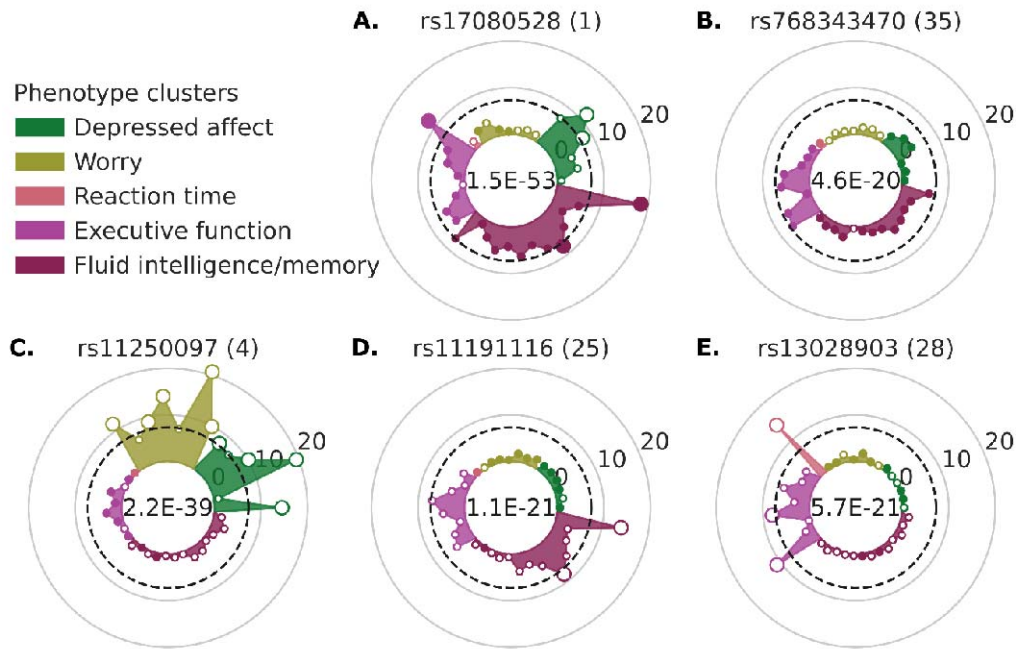 A. rs17080528 (1)
B. rs768343470 (35)
Phenotype clusters
Depressed affect
Worry
Reaction time
Executive function
Fluid intelligence/memory
0 10 20
1.5E-53
0 10 20
4.6E-20
C. rs11250097 (4)
D. rs11191116 (25)
E. rs13028903 (28)
0 10 20
2.2E-39
0 10 20
1.1E-21
0 10 20
5.7E-21